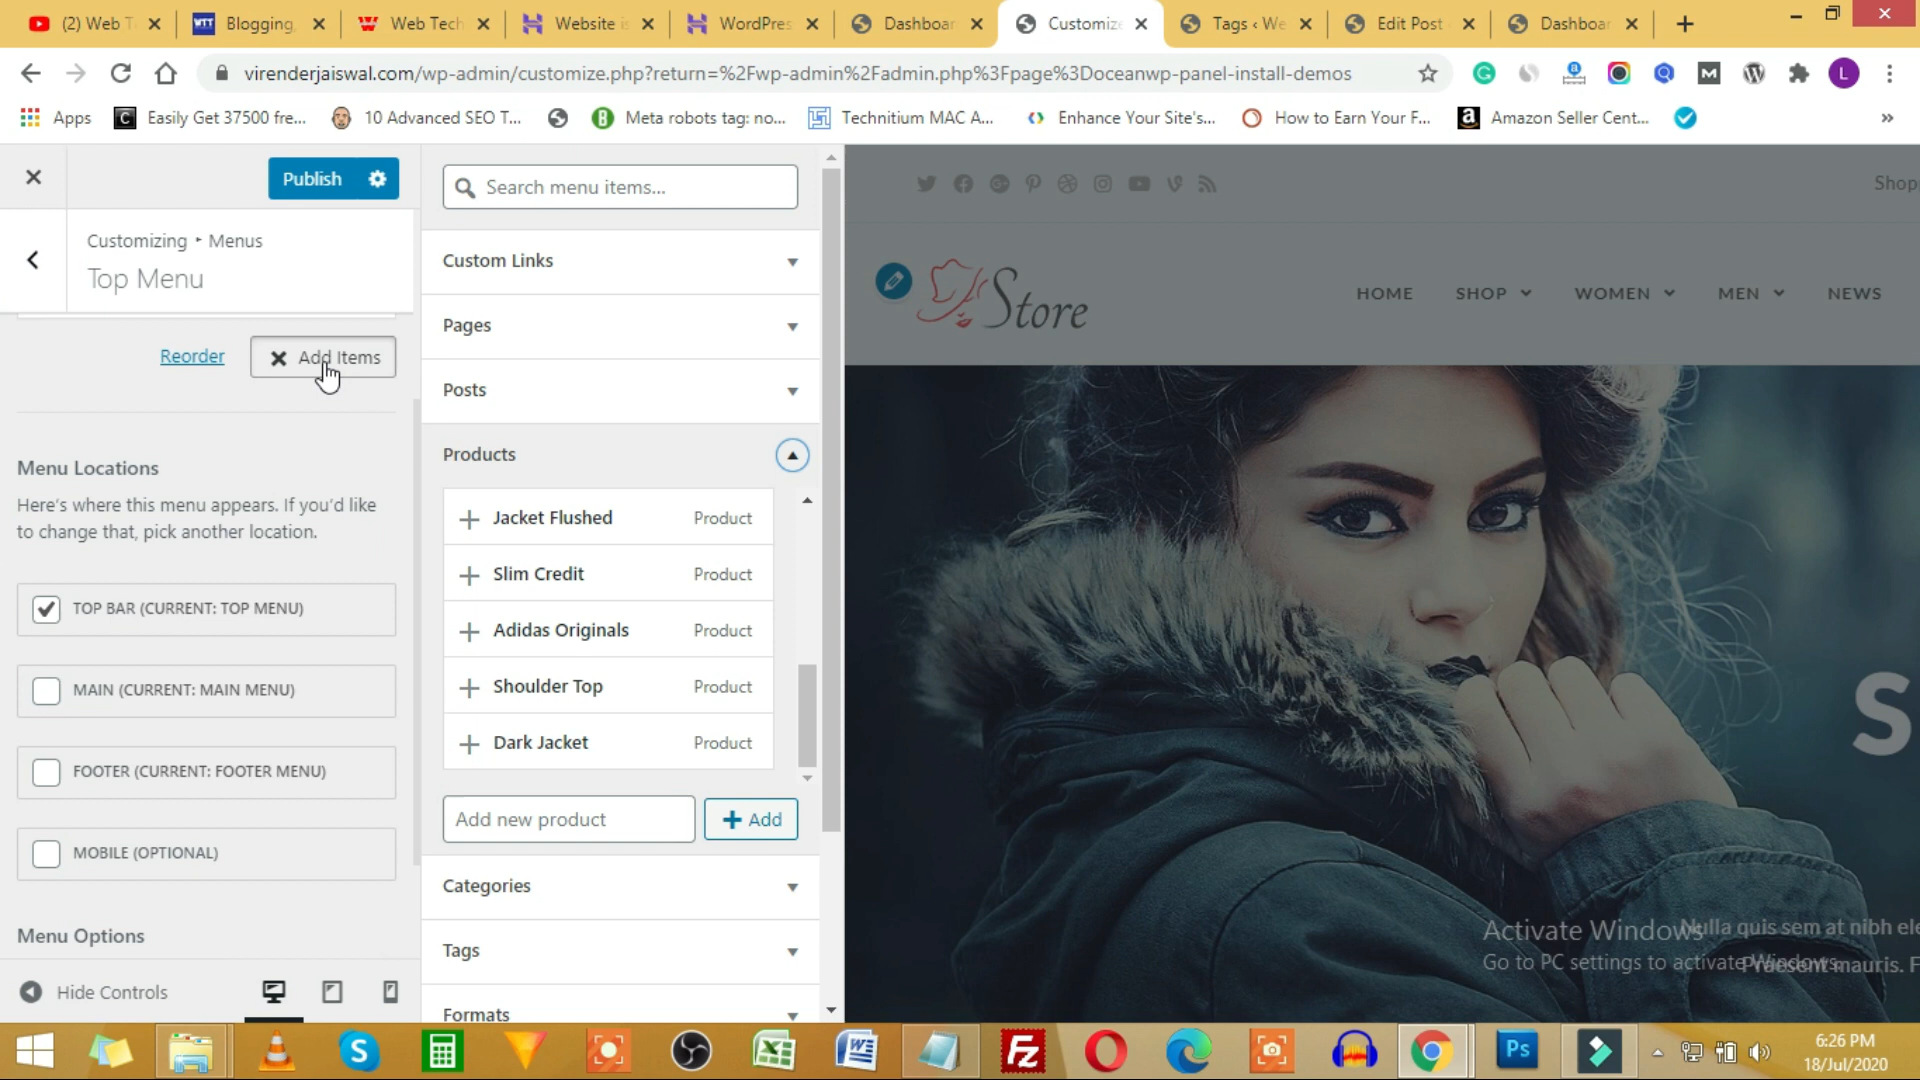 (2) Web T
Blogging,
Web Tech
Website is
WordPres
Dashboar
Customize
Tags ‹ We
Edit Post
Dashboar
virenderjaiswal.com/wp-admin/customize.php?return=%2Fwp-admin%2Fadmin.php%3Fpage%3Doceanwp-panel-install-demos
Apps
Easily Get 37500 fre...
10 Advanced SEO T...
Meta robots tag: no...
Technitium MAC A...
Enhance Your Site's...
How to Earn Your F...
Amazon Seller Cent...
»
Publish
Customizing ▸ Menus
Top Menu
Reorder
Add Items
Menu Locations
Here's where this menu appears. If you'd like
to change that, pick another location.
TOP BAR (CURRENT: TOP MENU)
MAIN (CURRENT: MAIN MENU)
FOOTER (CURRENT: FOOTER MENU)
MOBILE (OPTIONAL)
Menu Options
Hide Controls
Search menu items...
Custom Links
Pages
Posts
Products
Jacket Flushed Product
Slim Credit Product
Adidas Originals Product
Shoulder Top Product
Dark Jacket Product
Add new product
Add
Categories
Tags
Formats
Shop
Store
HOME SHOP WOMEN MEN NEWS
S
Activate Windows
Nulla quis sem at nibh ele
Go to PC settings to activate Windows.
Praesent mauris. F
6:26 PM
18/Jul/2020